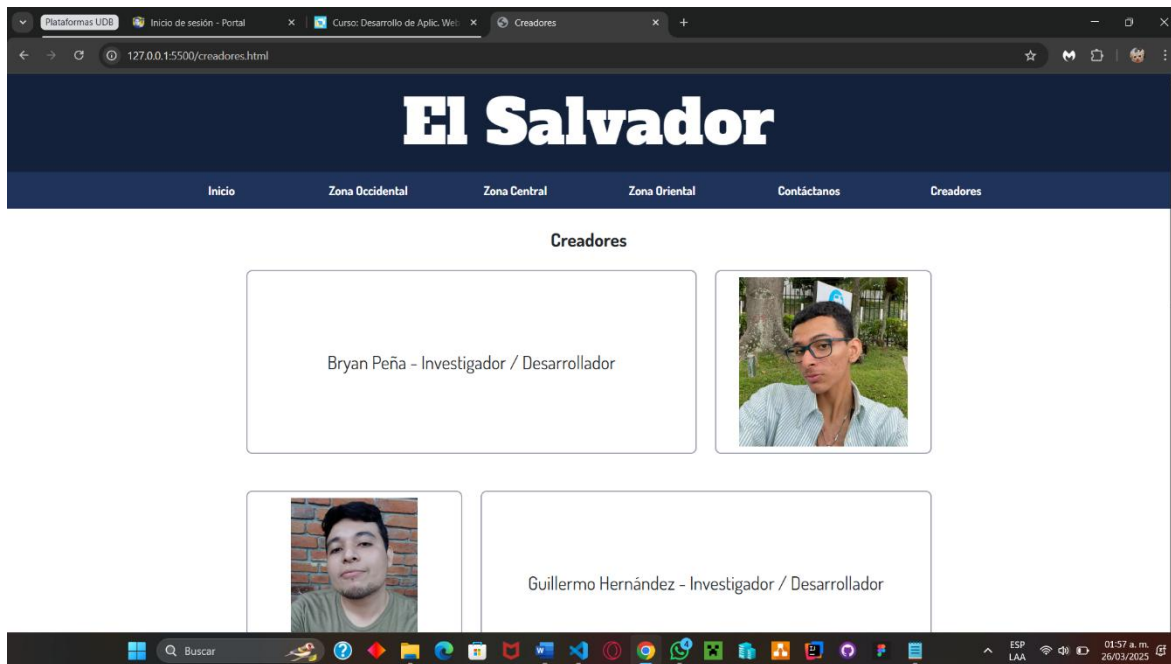 Plataformas UDB
Inicio de sesión - Portal
Curso: Desarrollo de Aplic. Web
Creadores
127.0.0.1:5500/creadores.html
El Salvador
Inicio
Zona Occidental
Zona Central
Zona Oriental
Contáctanos
Creadores
Creadores
Bryan Peña - Investigador / Desarrollador
Guillermo Hernández - Investigador / Desarrollador
Buscar
ESP
LAA
01:57 a. m.
26/03/2025